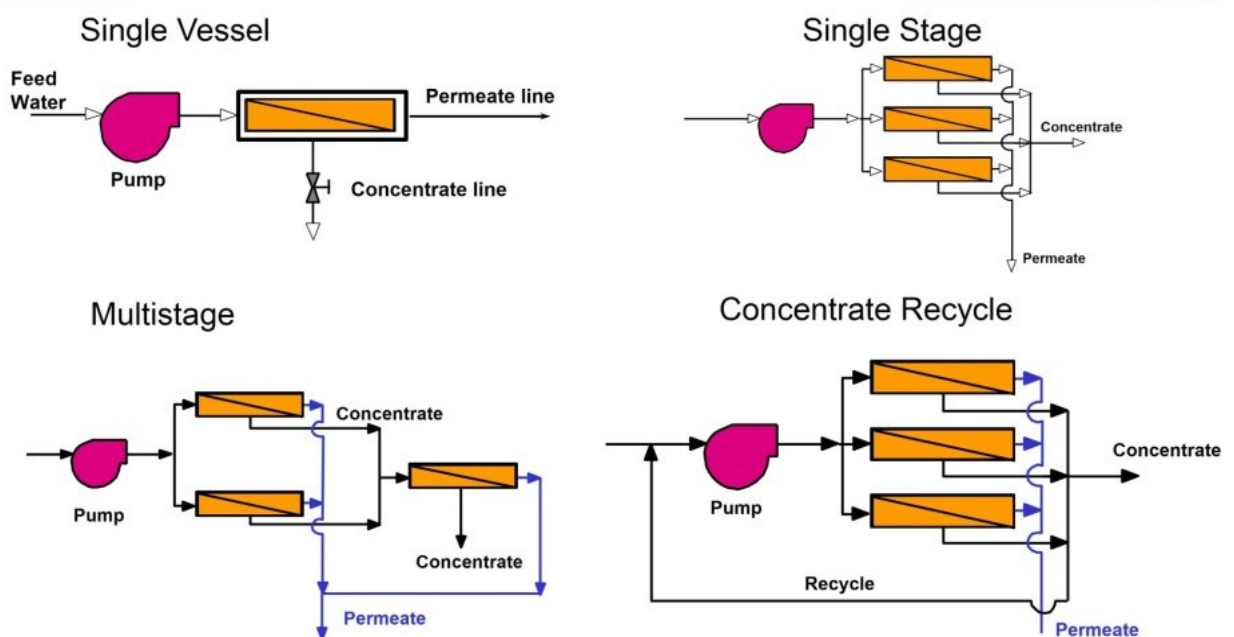 Single Vessel
Feed
Water
Permeate line
Pump
Concentrate line
Single Stage
Concentrate
Permeate
Multistage
Concentrate
Pump
Concentrate
Permeate
Concentrate Recycle
Concentrate
Pump
Recycle
Permeate